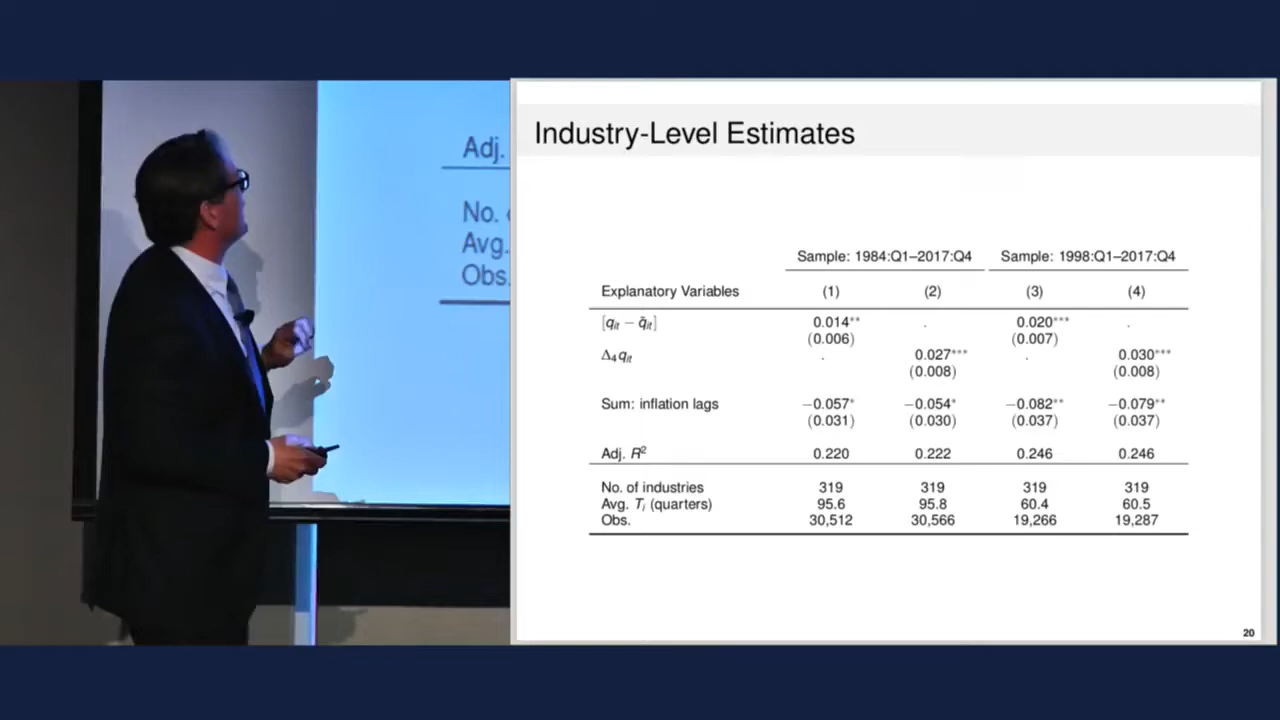 Adj.
No.
Avg.
Obs.
Industry-Level Estimates
Sample: 1984:Q1–2017:Q4 Sample: 1998:Q1–2017:Q4
Explanatory Variables (1) (2) (3) (4)
[qᵢₜ − q̄ᵢₜ] 0.014** . 0.020*** .
(0.006) (0.007)
Δ₄qᵢₜ . 0.027*** . 0.030***
(0.008) (0.008)
Sum: inflation lags −0.057* −0.054* −0.082** −0.079**
(0.031) (0.030) (0.037) (0.037)
Adj. R² 0.220 0.222 0.246 0.246
No. of industries 319 319 319 319
Avg. Tᵢ (quarters) 95.6 95.8 60.4 60.5
Obs. 30,512 30,566 19,266 19,287
20